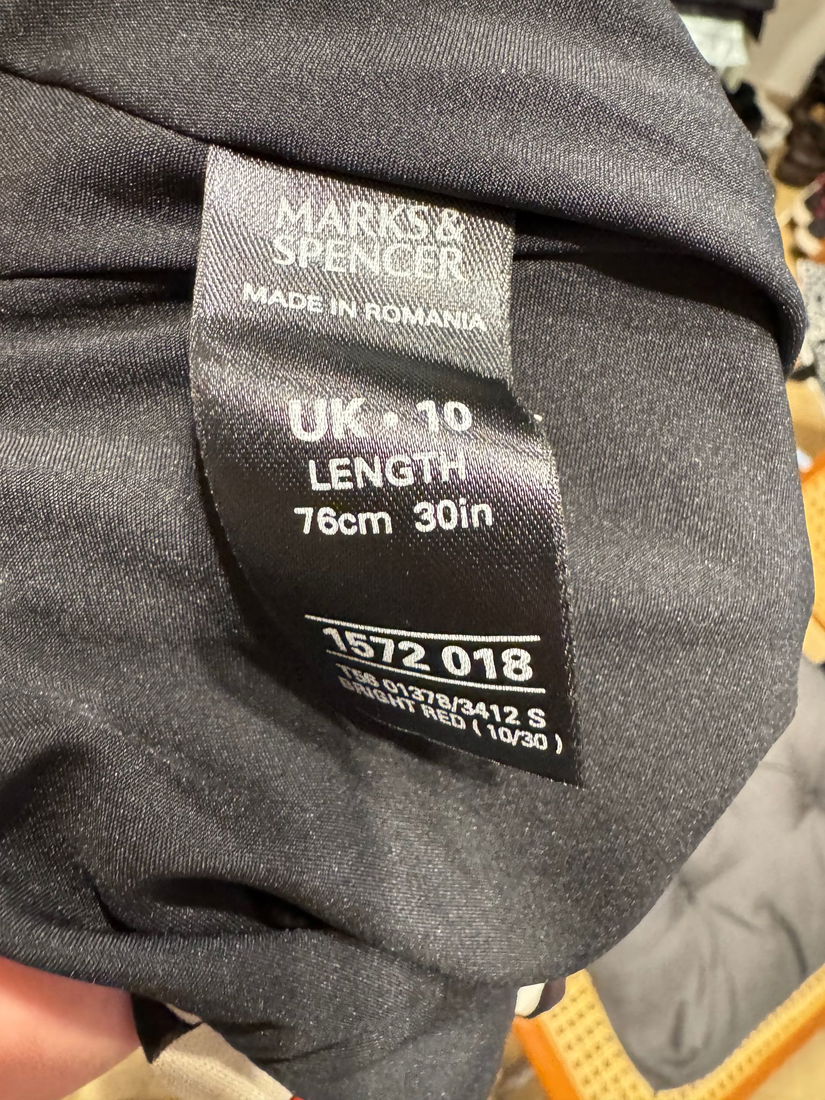 MARKS&
SPENCER
MADE IN ROMANIA
UK · 10
LENGTH
76cm 30in
1572 018
T56 01378/3412 S
BRIGHT RED ( 10/30 )